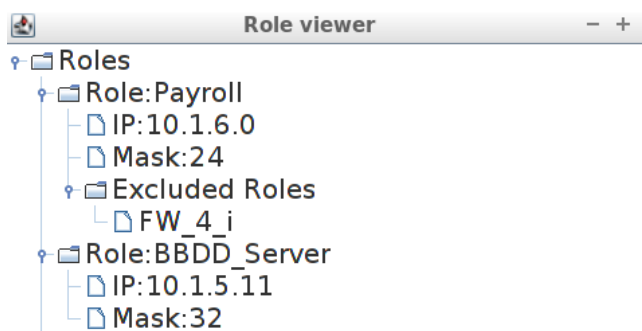 Role viewer
Roles
Role:Payroll
IP:10.1.6.0
Mask:24
Excluded Roles
FW_4_i
Role:BBDD_Server
IP:10.1.5.11
Mask:32